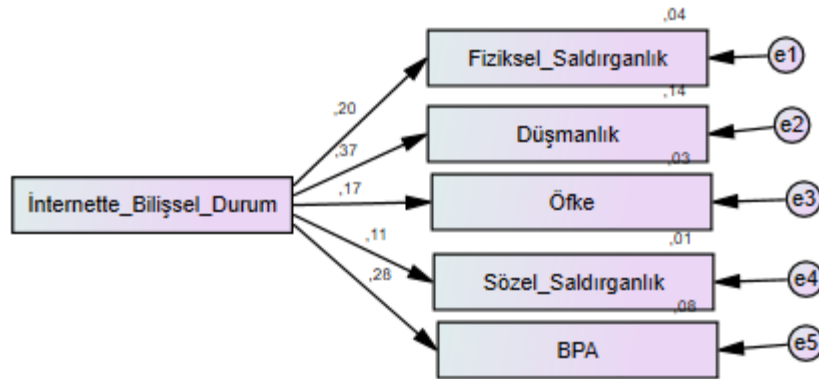 ,04
Fiziksel_Saldırganlık
e1
,20
,14
Düşmanlık
e2
,37
,03
İnternette_Bilişsel_Durum
,17
Öfke
e3
,01
,11
Sözel_Saldırganlık
e4
,28
,08
BPA
e5